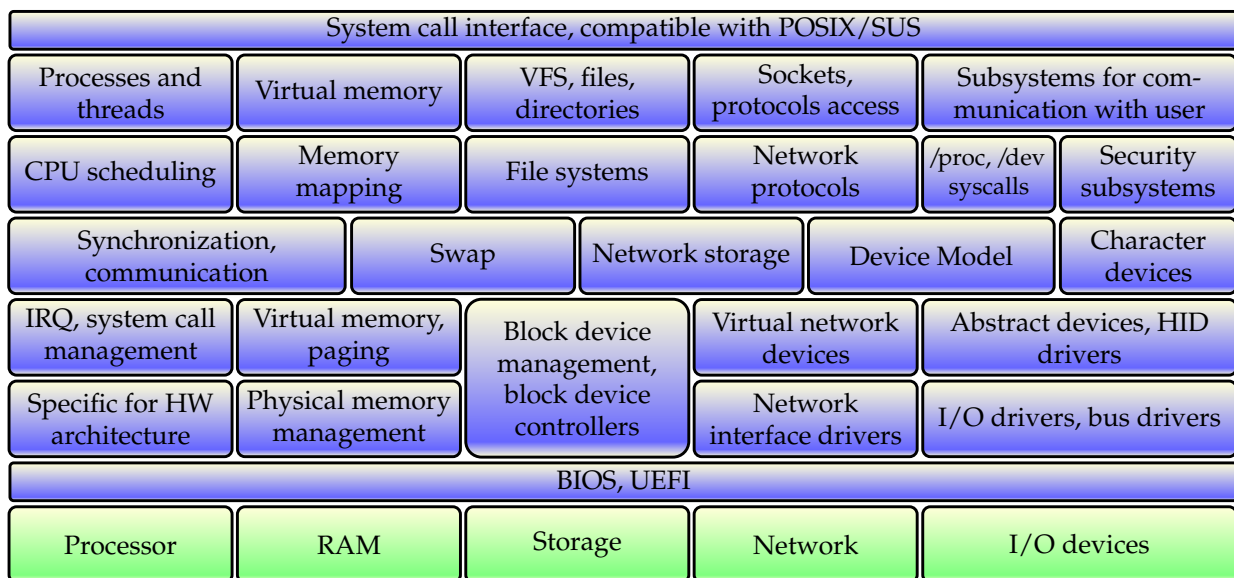 System call interface, compatible with POSIX/SUS
Processes and
threads
Virtual memory
VFS, files,
directories
Sockets,
protocols access
Subsystems for com-
munication with user
CPU scheduling
Memory
mapping
File systems
Network
protocols
/proc, /dev
syscalls
Security
subsystems
Synchronization,
communication
Swap
Network storage
Device Model
Character
devices
IRQ, system call
management
Virtual memory,
paging
Block device
management,
block device
controllers
Virtual network
devices
Abstract devices, HID
drivers
Specific for HW
architecture
Physical memory
management
Network
interface drivers
I/O drivers, bus drivers
BIOS, UEFI
Processor
RAM
Storage
Network
I/O devices